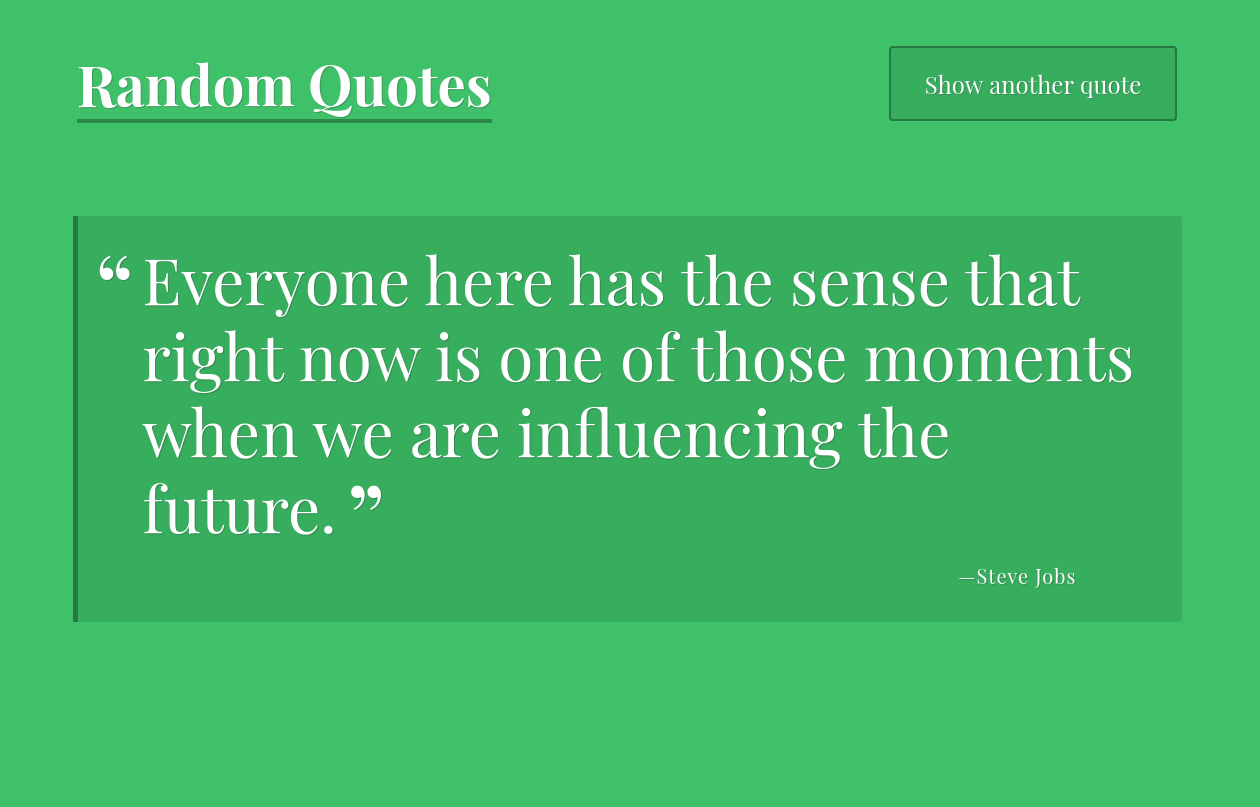 Random Quotes
Show another quote
“ Everyone here has the sense that
right now is one of those moments
when we are influencing the
future. ”
—Steve Jobs